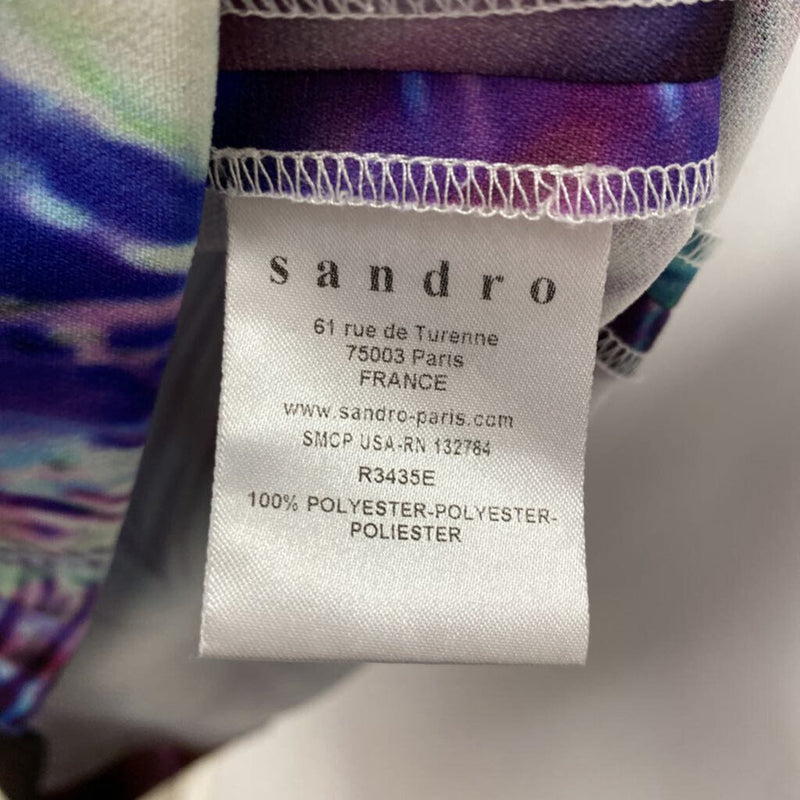 sandro
61 rue de Turenne
75003 Paris
FRANCE
www.sandro-paris.com
SMCP USA-RN 132784
R3435E
100% POLYESTER-POLYESTER-
POLIESTER